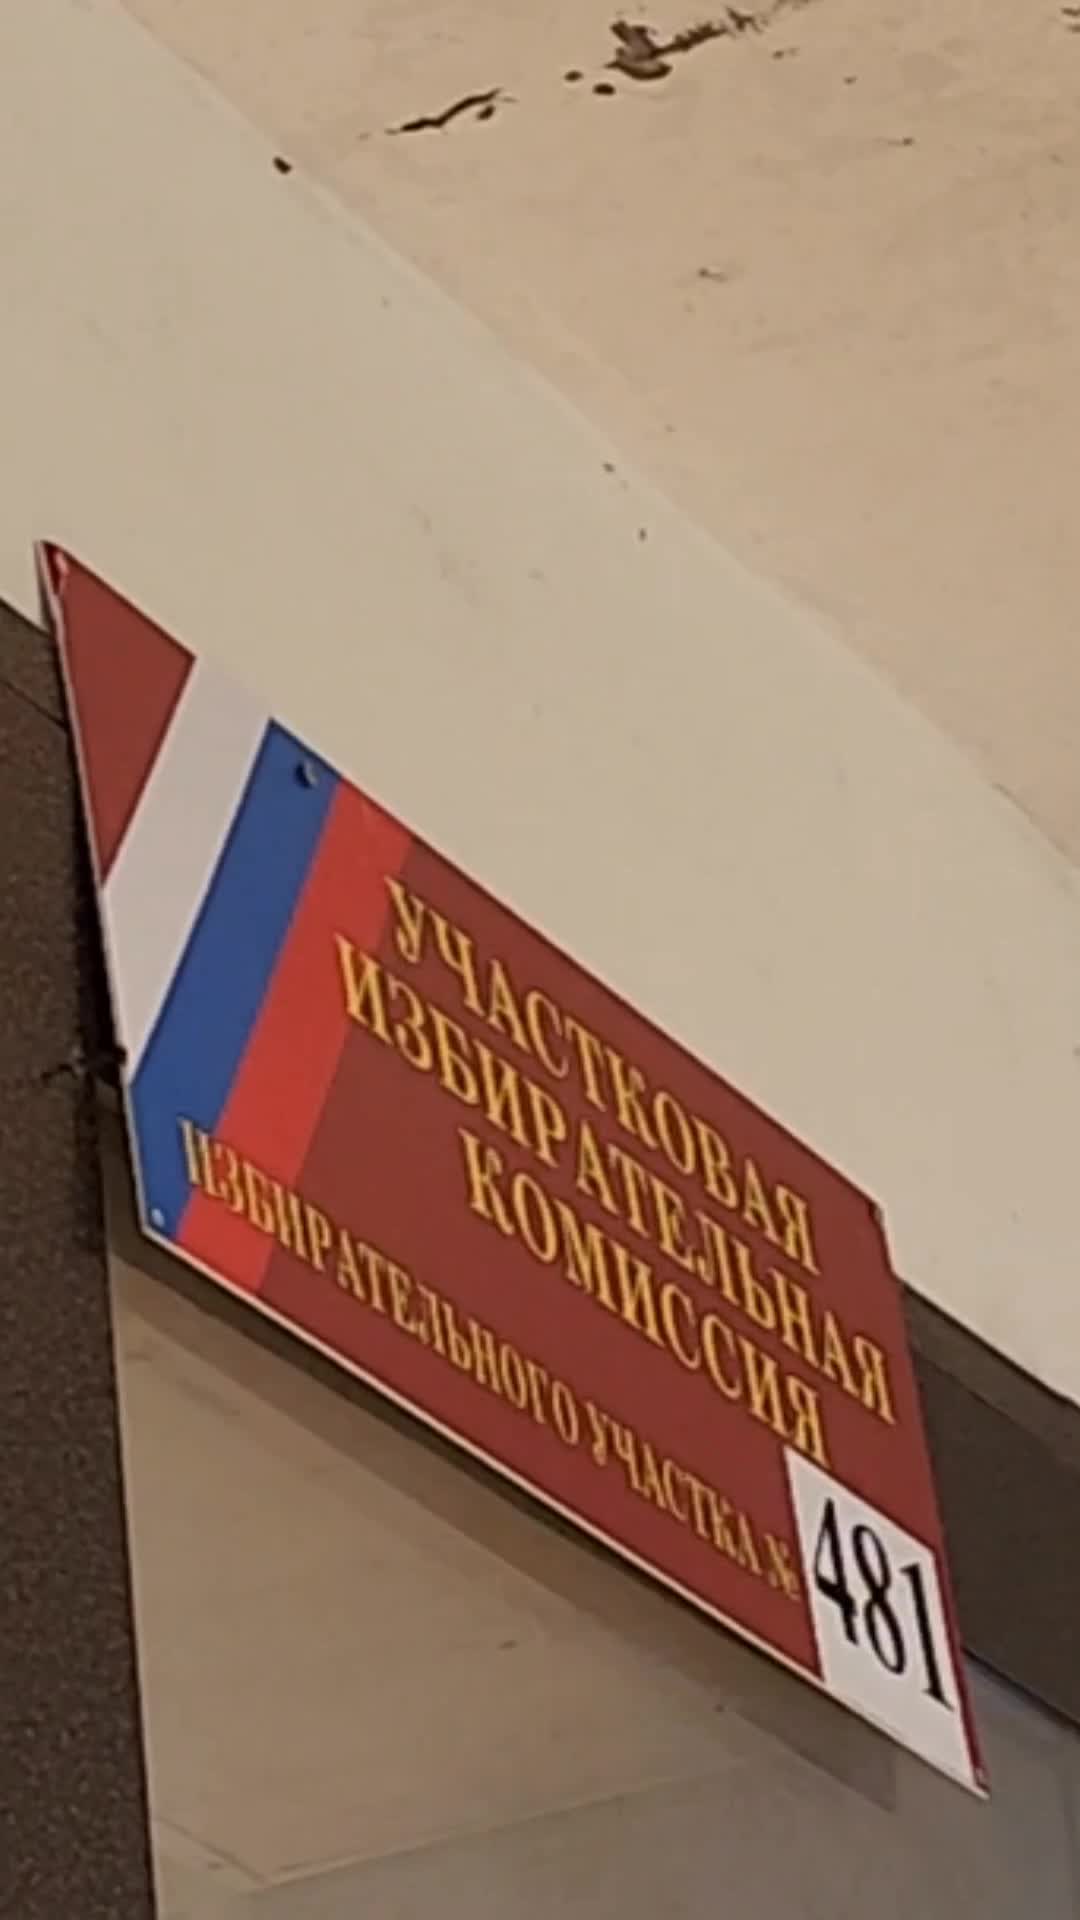 УЧАСТКОВАЯ
ИЗБИРАТЕЛЬНАЯ
КОМИССИЯ
ИЗБИРАТЕЛЬНОГО УЧАСТКА № 481